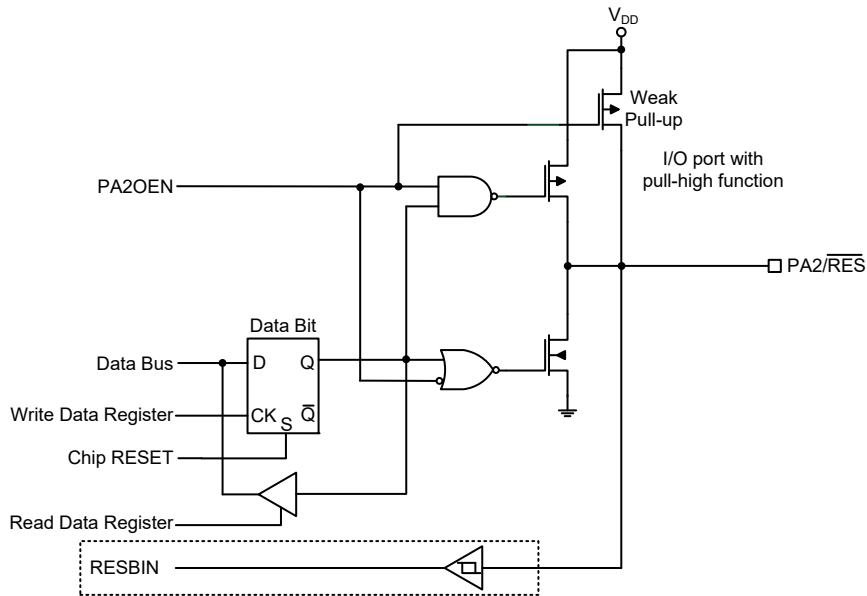 VDD
Weak
Pull-up
I/O port with
pull-high function
PA2OEN
PA2/RES
Data Bit
Data Bus
D
Q
Write Data Register
CK
S
Q
Chip RESET
Read Data Register
RESBIN